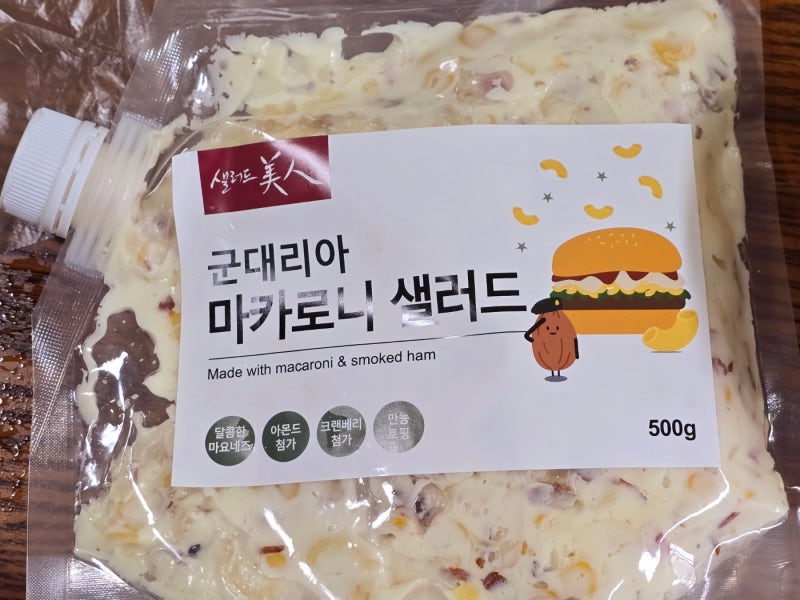 샐러드 美人
군대리아
마카로니 샐러드
Made with macaroni & smoked ham
달콤한
마요네즈
아몬드
첨가
크랜베리
첨가
만능
토핑
500g